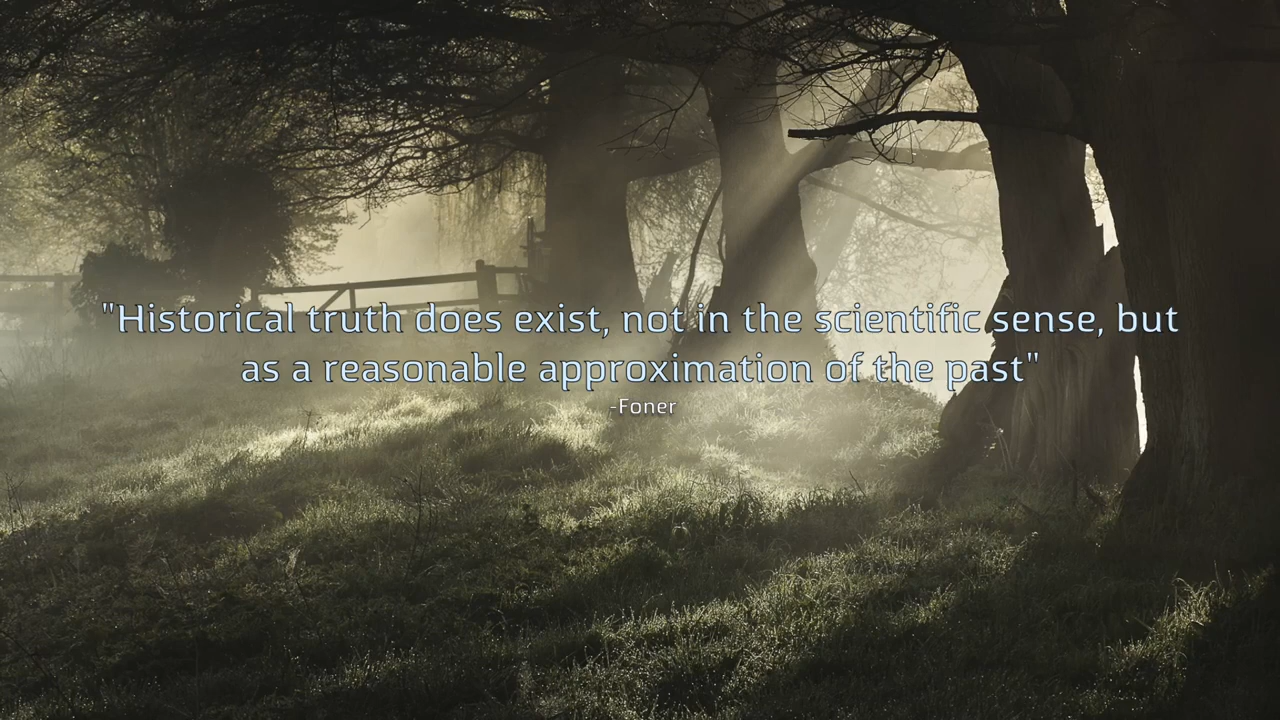 "Historical truth does exist, not in the scientific sense, but
as a reasonable approximation of the past"
-Foner